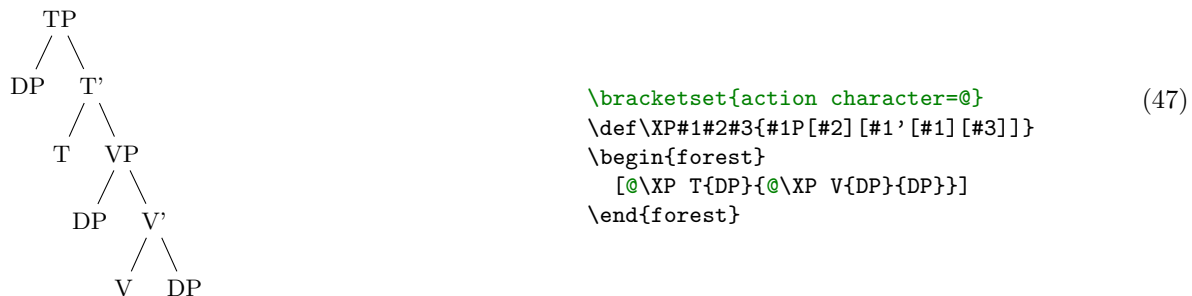 TP
DP T'
T VP
DP V'
V DP
\bracketset{action character=@} (47)
\def\XP#1#2#3{#1P[#2][#1'[#1][#3]]}
\begin{forest}
[@\XP T{DP}{@\XP V{DP}{DP}}]
\end{forest}